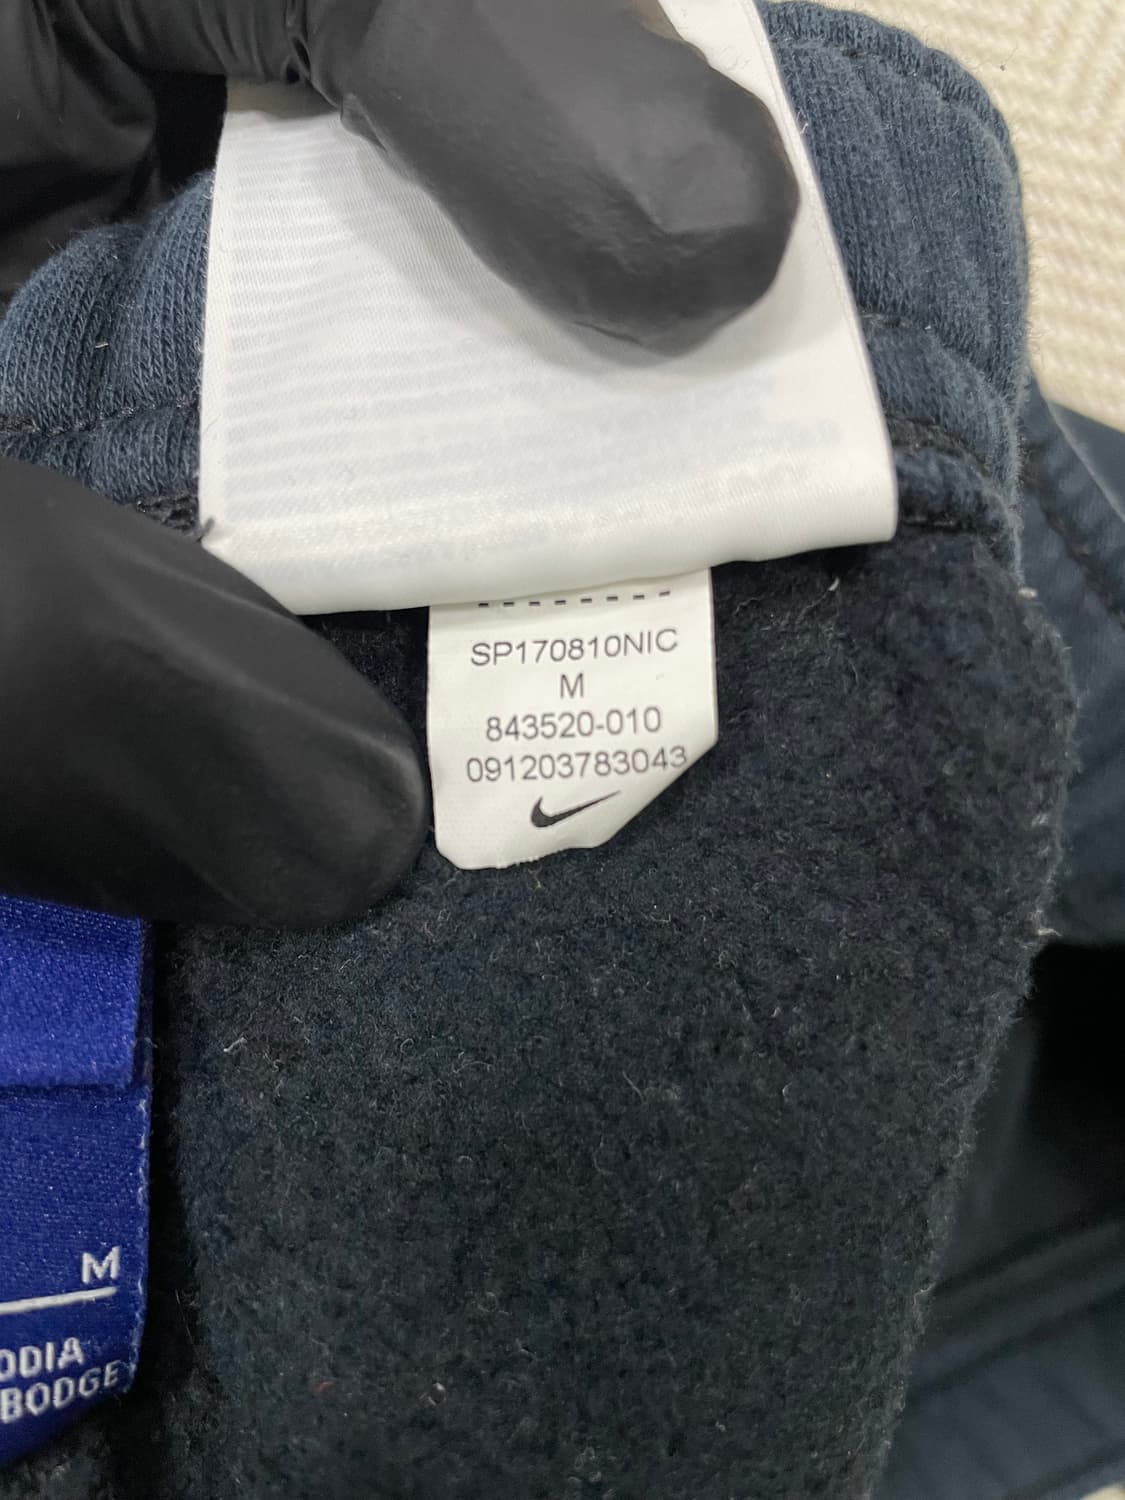 SP170810NIC
M
843520-010
091203783043
M
ODIA
BODGE